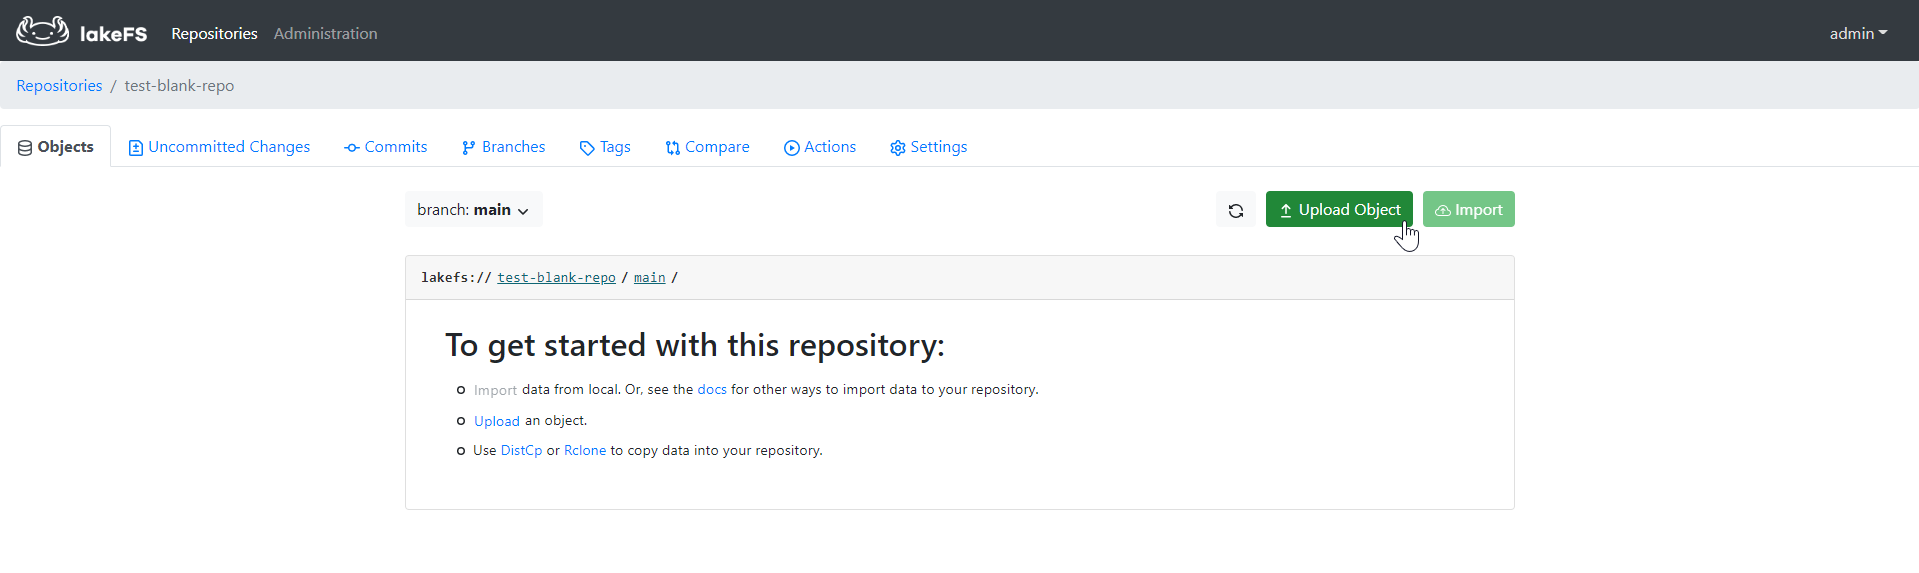 lakeFS Repositories Administration admin
Repositories / test-blank-repo
Objects Uncommitted Changes Commits Branches Tags Compare Actions Settings
branch: main Upload Object Import
lakefs:// test-blank-repo / main /
To get started with this repository:
Import data from local. Or, see the docs for other ways to import data to your repository.
Upload an object.
Use DistCp or Rclone to copy data into your repository.